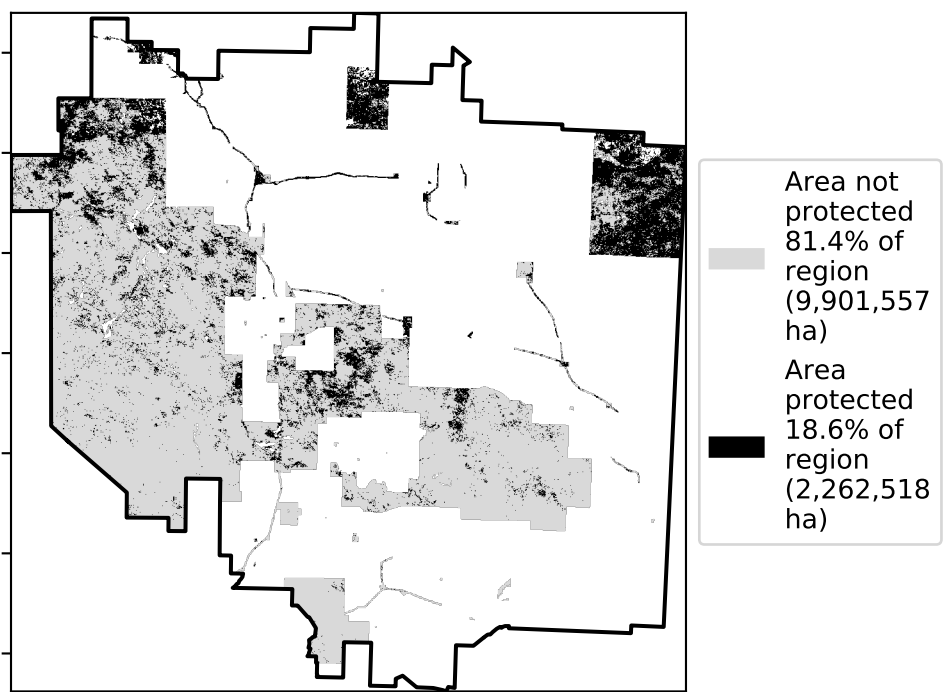 Area not
protected
81.4% of
region
(9,901,557
ha)
Area
protected
18.6% of
region
(2,262,518
ha)